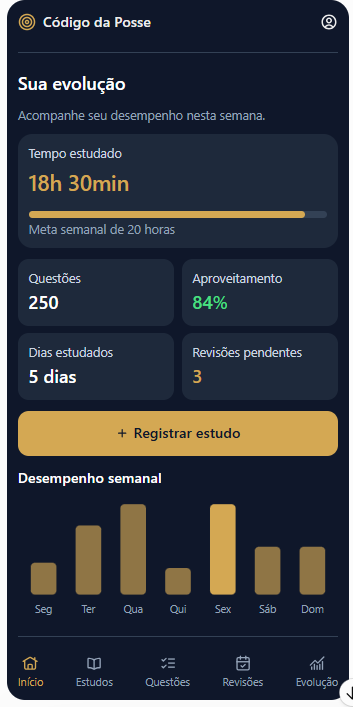 Código da Posse
Sua evolução
Acompanhe seu desempenho nesta semana.
Tempo estudado
18h 30min
Meta semanal de 20 horas
Questões
250
Aproveitamento
84%
Dias estudados
5 dias
Revisões pendentes
3
+ Registrar estudo
Desempenho semanal
Seg Ter Qua Qui Sex Sáb Dom
Início Estudos Questões Revisões Evolução